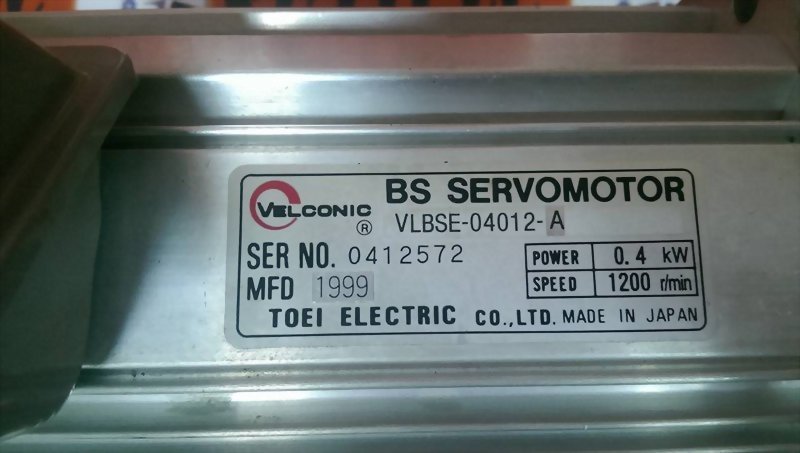 VELCONIC ® BS SERVOMOTOR
VLBSE-04012-A
SER NO. 0412572
MFD 1999
POWER 0.4 kW
SPEED 1200 r/min
TOEI ELECTRIC CO.,LTD. MADE IN JAPAN